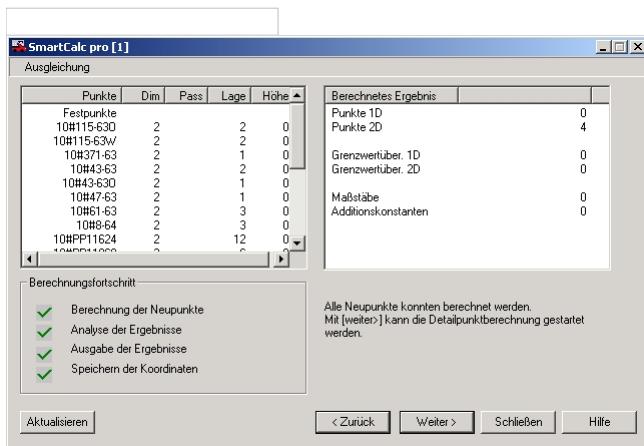 SmartCalc pro [1]
Ausgleichung
Punkte Dim Pass Lage Höhe
Festpunkte
10#115-630 2 2 0
10#115-63W 2 2 0
10#371-63 2 1 0
10#43-63 2 2 0
10#43-630 2 1 0
10#47-63 2 1 0
10#61-63 2 3 0
10#8-64 2 3 0
10#PP11624 2 12 0
Berechnetes Ergebnis
Punkte 1D 0
Punkte 2D 4
Grenzwertüber. 1D 0
Grenzwertüber. 2D 0
Maßstäbe 0
Additionskonstanten 0
Berechnungsfortschritt
Berechnung der Neupunkte
Analyse der Ergebnisse
Ausgabe der Ergebnisse
Speichern der Koordinaten
Alle Neupunkte konnten berechnet werden.
Mit [weiter>] kann die Detailpunktberechnung gestartet
werden.
Aktualisieren
< Zurück
Weiter >
Schließen
Hilfe